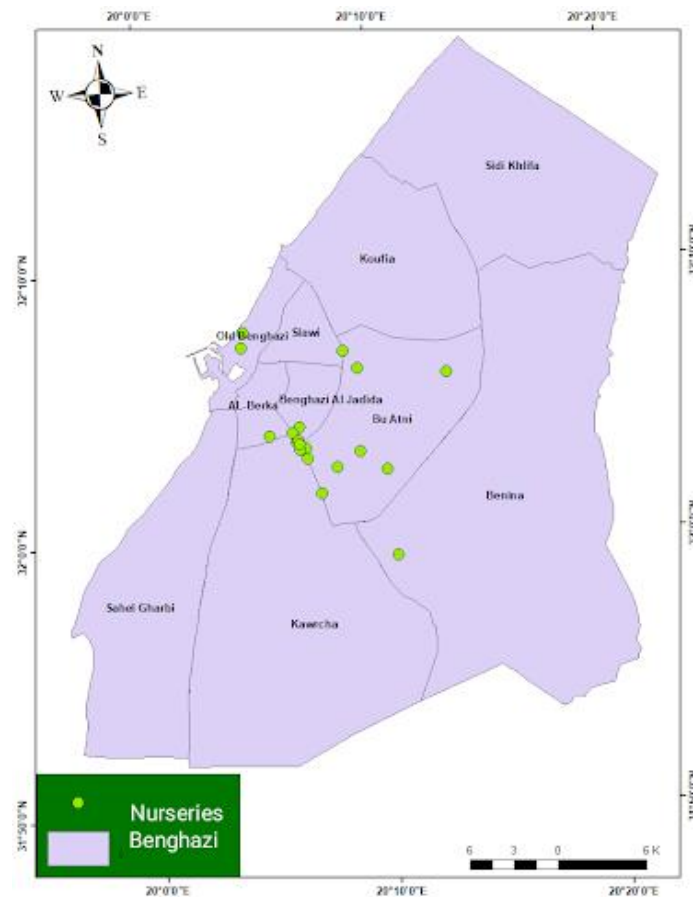 20°0'0"E 20°10'0"E 20°20'0"E
N
W E
S
Sidi Khlifa
Koufia
32°10'0"N
Old Benghazi
Slawi
AL-Berka
Benghazi Al Jadida
Bu Atni
Benina
32°0'0"N
Sahel Gharbi
Kawrcha
Nurseries
Benghazi
31°50'0"N
6 3 0 6 K
20°0'0"E 20°10'0"E 20°20'0"E